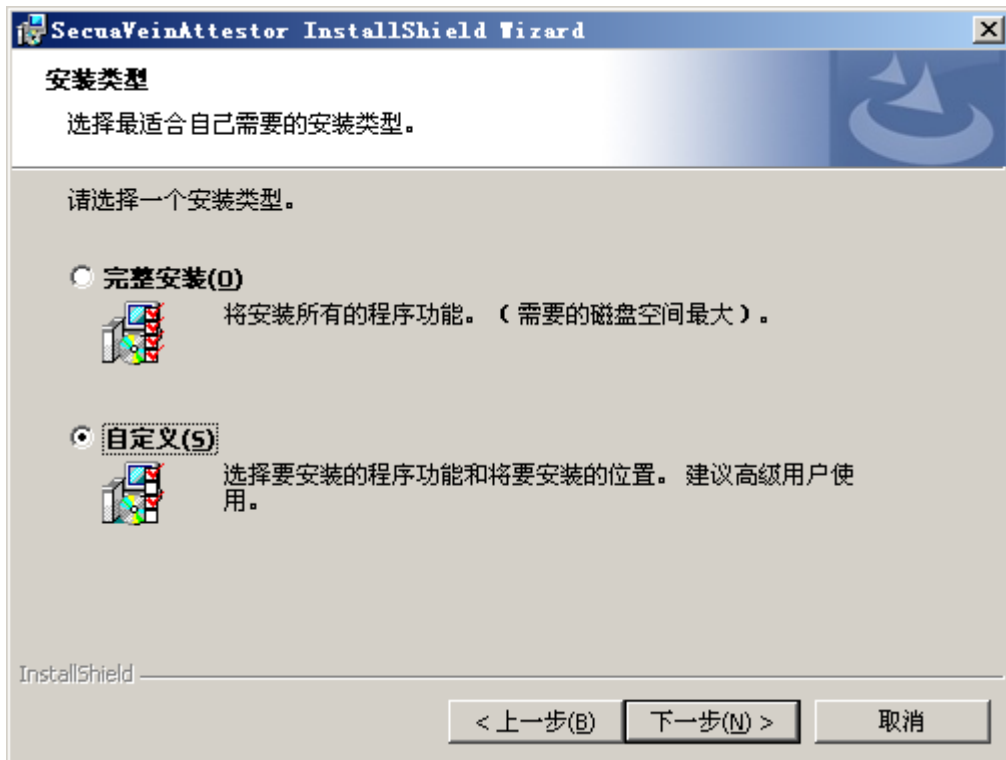 SecuaVeinAttestor InstallShield Wizard
安装类型
选择最适合自己需要的安装类型。
请选择一个安装类型。
完整安装(O)
将安装所有的程序功能。（需要的磁盘空间最大）。
自定义(S)
选择要安装的程序功能和将要安装的位置。 建议高级用户使
用。
InstallShield
< 上一步(B)
下一步(N) >
取消